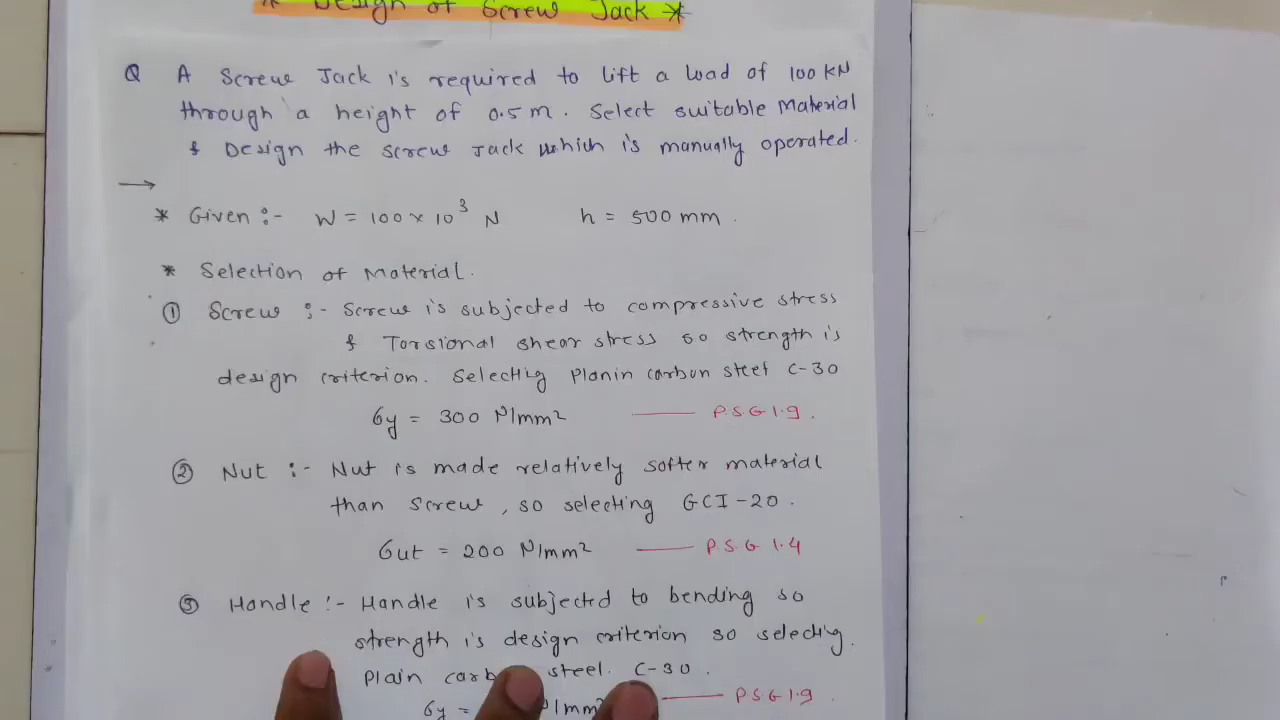 * Design of Screw Jack *
Q A Screw Jack is required to lift a load of 100 KN
through a height of 0.5 m. Select suitable Material
& Design the screw Jack which is manually operated.
→
* Given :- W = 100 × 10³ N h = 500 mm.
* Selection of Material.
① Screw :- Screw is subjected to compressive stress
& Torsional shear stress so strength is
design criterion. Selecting Planin carbon steel C-30
σy = 300 N/mm² —— P.S.G 1.9.
② Nut :- Nut is made relatively softer material
than screw, so selecting GCI-20.
σut = 200 N/mm² —— P.S.G 1.4
③ Handle :- Handle is subjected to bending so
strength is design criterion so selecting.
Plain steel. C-30.
σy = N/mm² —— P.S.G 1.9